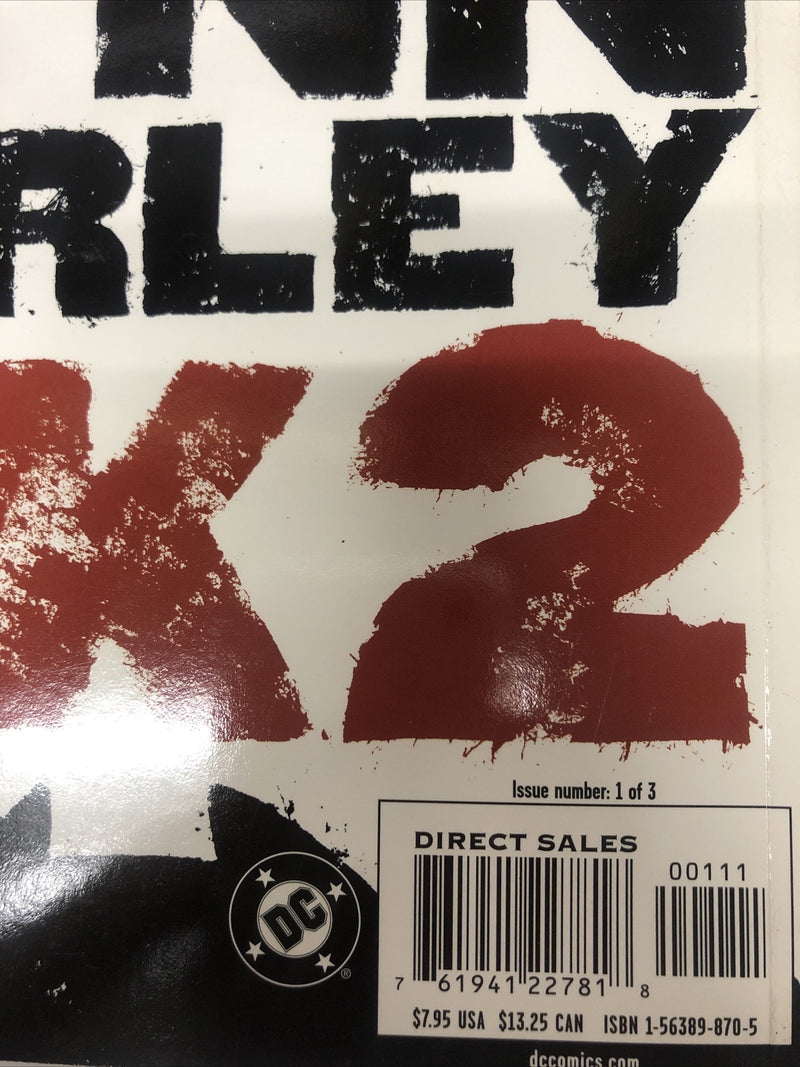 NN
RLEY
K2
Issue number: 1 of 3
DIRECT SALES
00111
7 61941 22781 8
DC
®
$7.95 USA $13.25 CAN ISBN 1-56389-870-5
dccomics.com